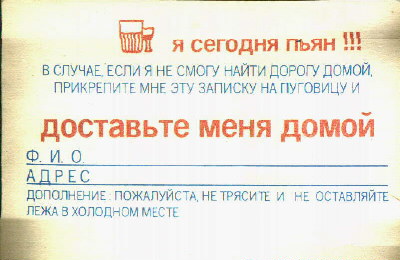 я сегодня пьян !!!
В СЛУЧАЕ, ЕСЛИ Я НЕ СМОГУ НАЙТИ ДОРОГУ ДОМОЙ,
ПРИКРЕПИТЕ МНЕ ЭТУ ЗАПИСКУ НА ПУГОВИЦУ И
доставьте меня домой
Ф. И. О.
АДРЕС
ДОПОЛНЕНИЕ: ПОЖАЛУЙСТА, НЕ ТРЯСИТЕ И НЕ ОСТАВЛЯЙТЕ
ЛЕЖА В ХОЛОДНОМ МЕСТЕ